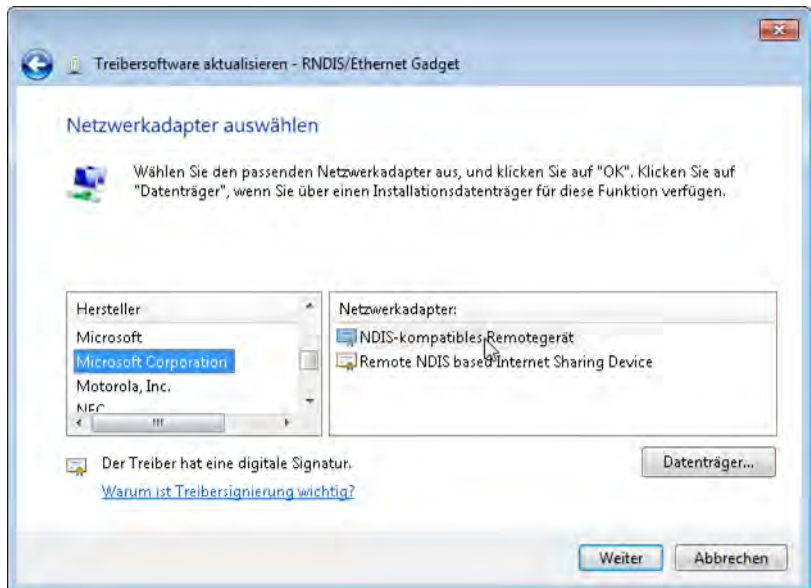 Treibersoftware aktualisieren - RNDIS/Ethernet Gadget
Netzwerkadapter auswählen
Wählen Sie den passenden Netzwerkadapter aus, und klicken Sie auf "OK". Klicken Sie auf
"Datenträger", wenn Sie über einen Installationsdatenträger für diese Funktion verfügen.
Hersteller
Microsoft
Microsoft Corporation
Motorola, Inc.
NEC
Netzwerkadapter:
NDIS-kompatibles Remotegerät
Remote NDIS based Internet Sharing Device
Der Treiber hat eine digitale Signatur.
Warum ist Treibersignierung wichtig?
Datenträger...
Weiter
Abbrechen